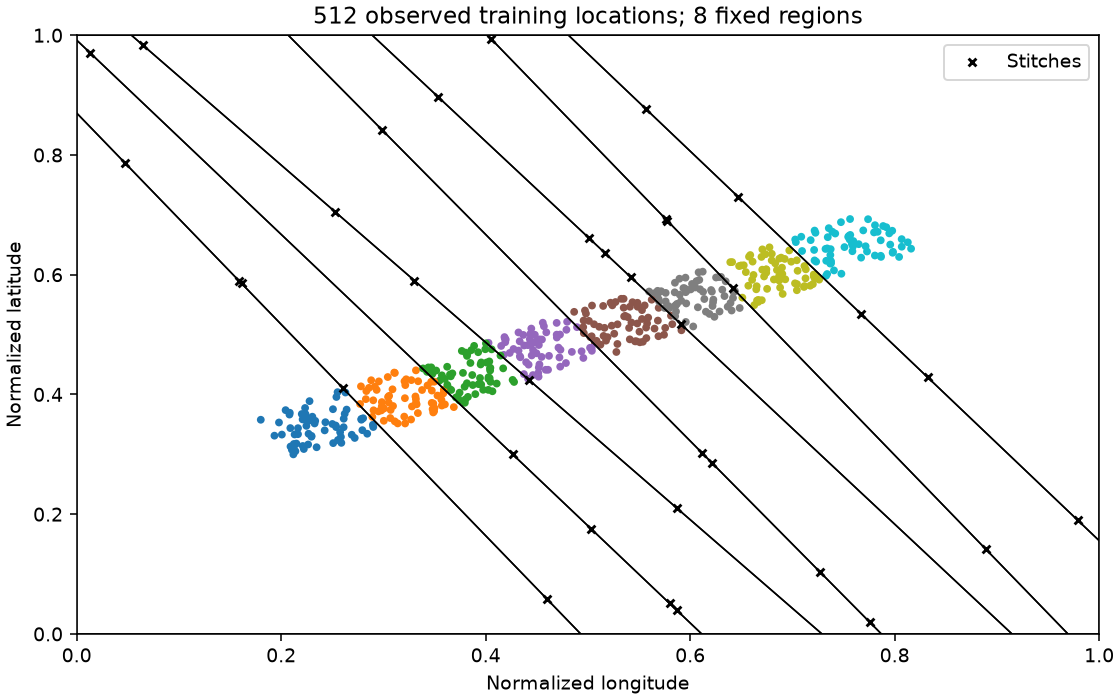 512 observed training locations; 8 fixed regions
Stitches
Normalized latitude
1.0
0.8
0.6
0.4
0.2
0.0
0.0 0.2 0.4 0.6 0.8 1.0
Normalized longitude